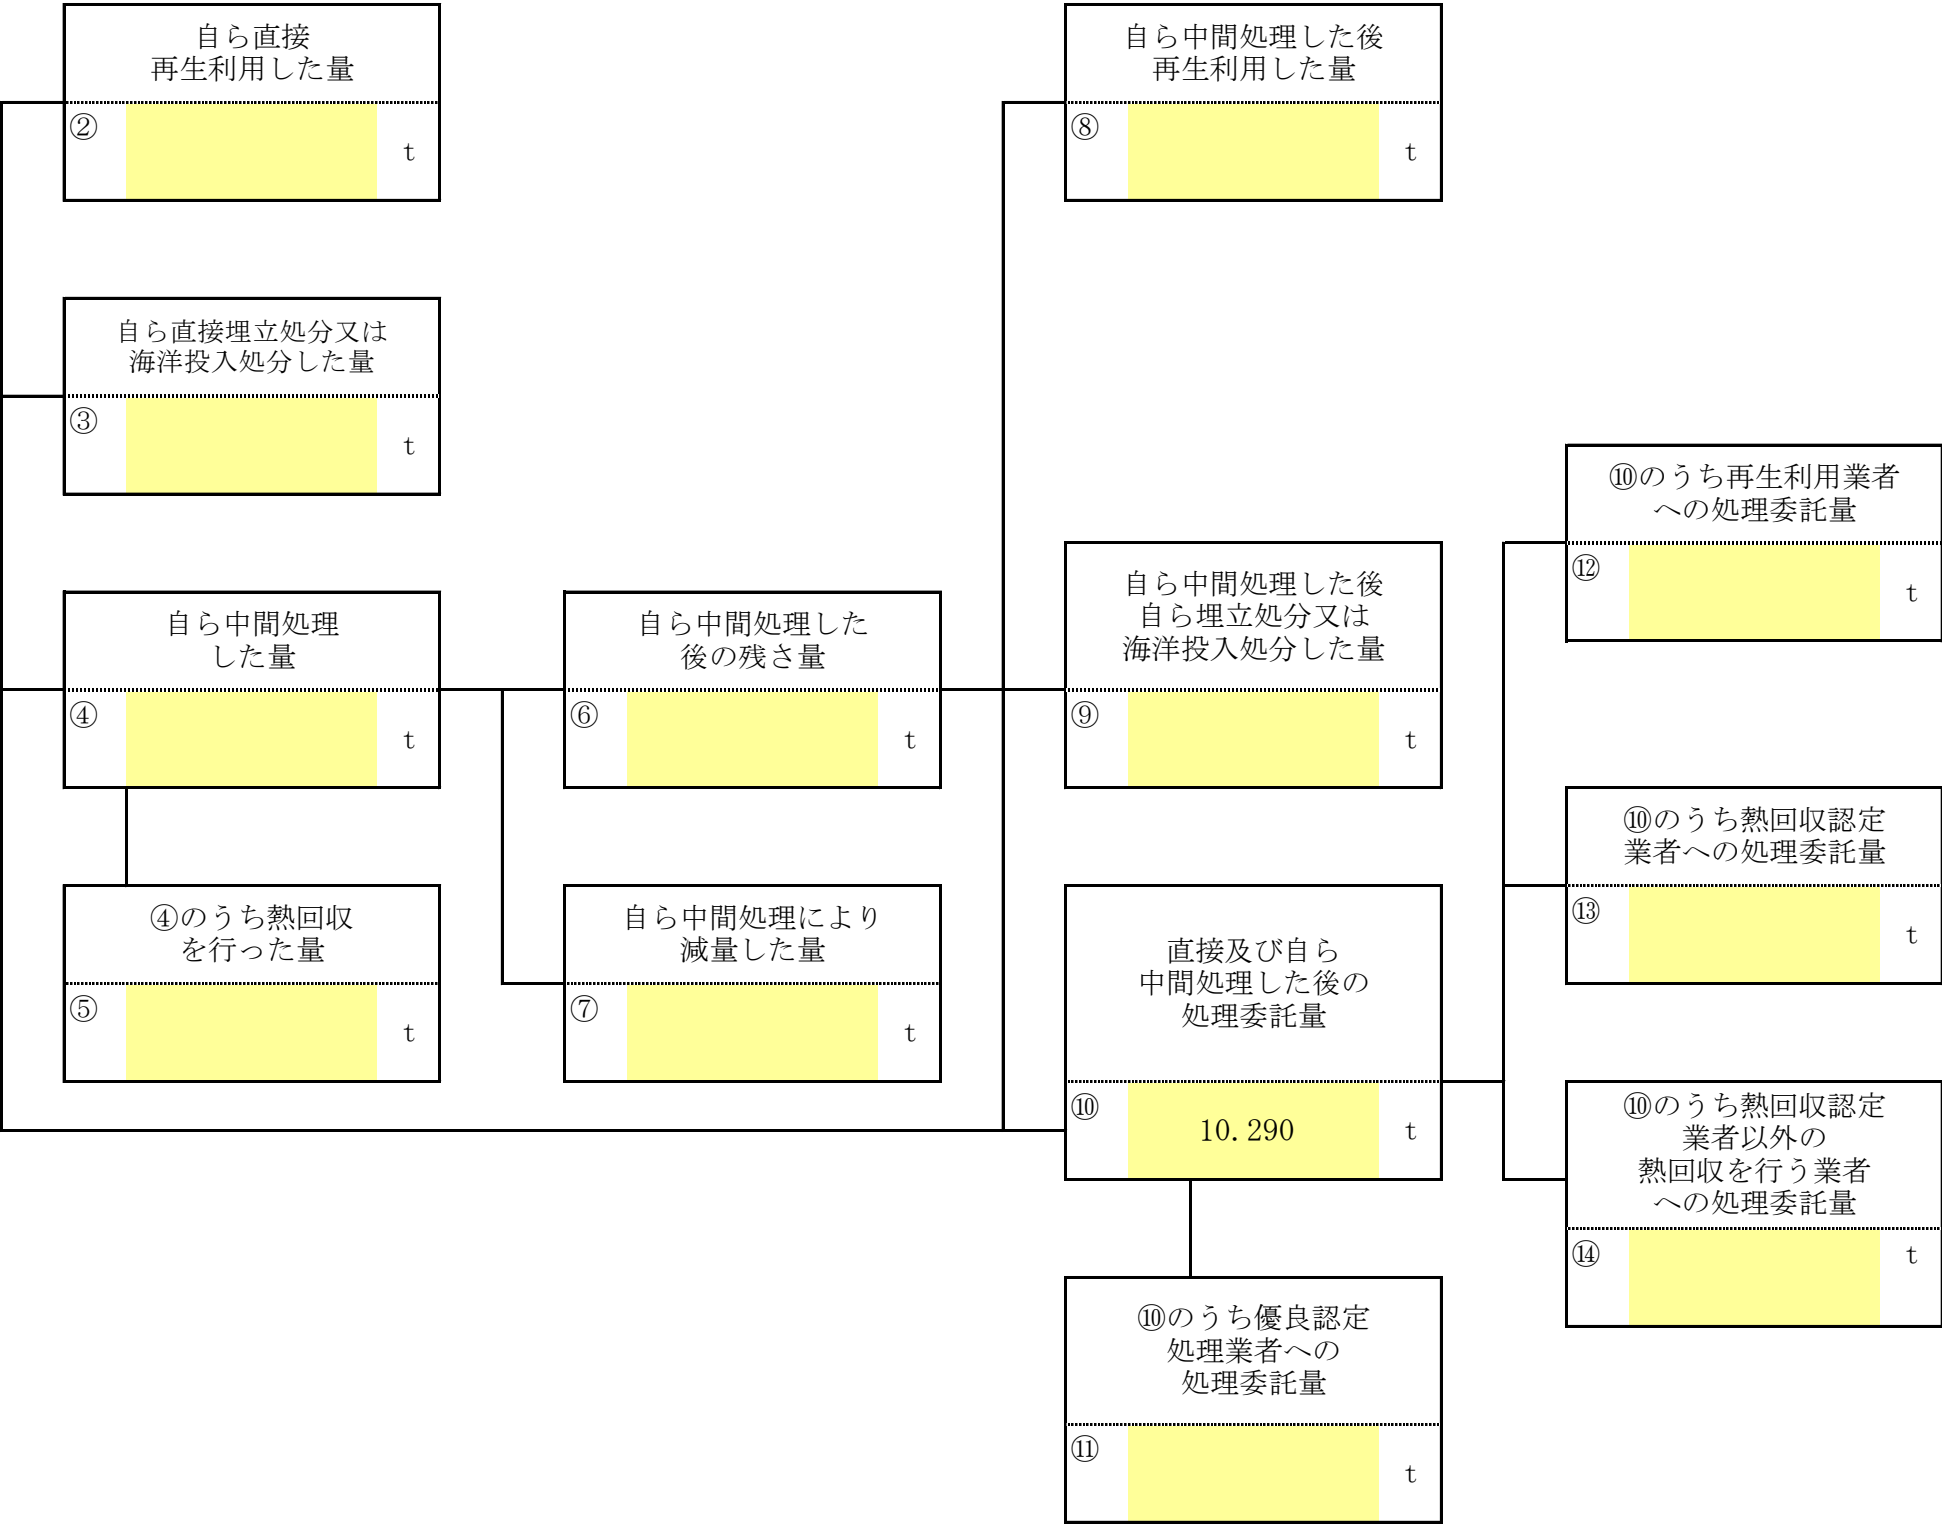 自ら直接
再生利用した量
②
t
自ら中間処理した後
再生利用した量
⑧
t
自ら直接埋立処分又は
海洋投入処分した量
③
t
⑩のうち再生利用業者
への処理委託量
⑫
t
自ら中間処理
した量
④
t
自ら中間処理した
後の残さ量
⑥
t
自ら中間処理した後
自ら埋立処分又は
海洋投入処分した量
⑨
t
⑩のうち熱回収認定
業者への処理委託量
⑬
t
④のうち熱回収
を行った量
⑤
t
自ら中間処理により
減量した量
⑦
t
直接及び自ら
中間処理した後の
処理委託量
⑩ 10.290 t
⑩のうち熱回収認定
業者以外の
熱回収を行う業者
への処理委託量
⑭ t
⑩のうち優良認定
処理業者への
処理委託量
⑪
t